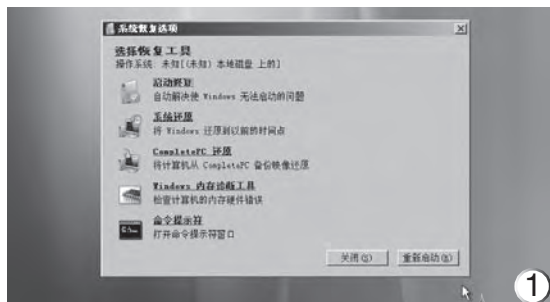 系统恢复选项
选择恢复工具
操作系统: 未知[(未知) 本地磁盘 上的]
启动修复
自动解决使 Windows 无法启动的问题
系统还原
将 Windows 还原到以前的时间点
CompletePC 还原
将计算机从 CompletePC 备份映像还原
Windows 内存诊断工具
检查计算机的内存硬件错误
命令提示符
打开命令提示符窗口
关闭(S) 重新启动(R)
①